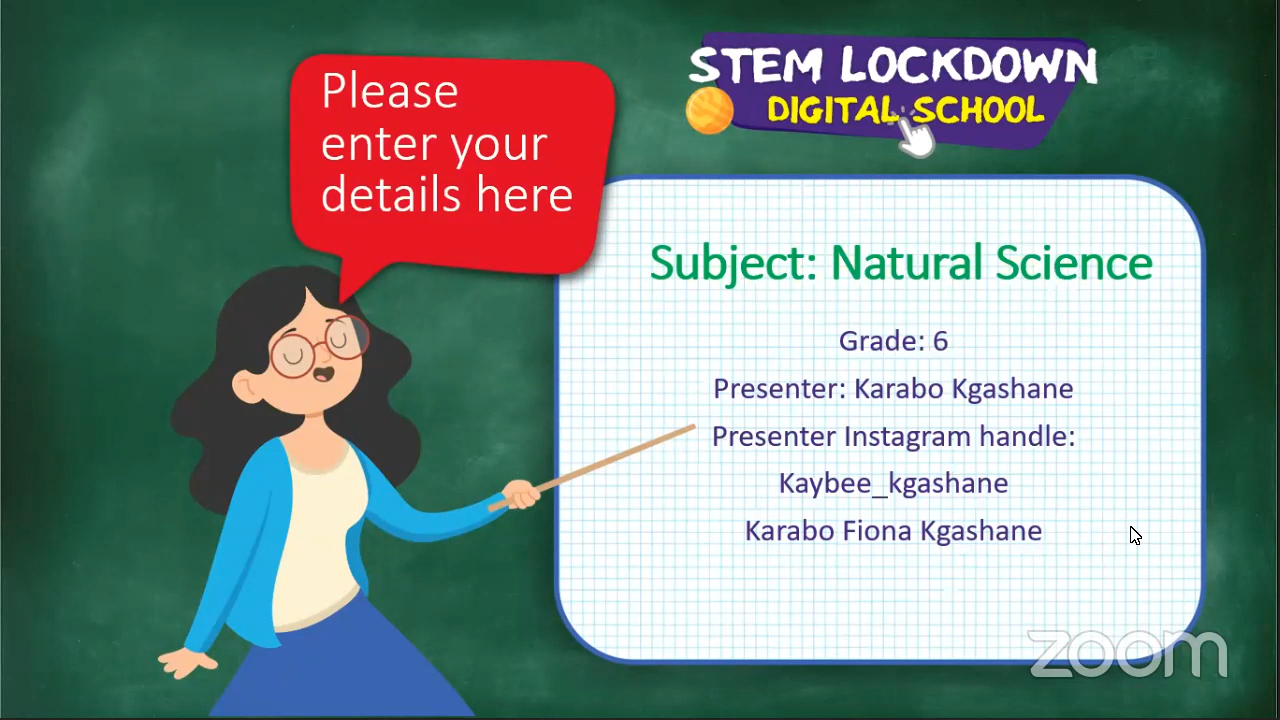 STEM LOCKDOWN
DIGITAL SCHOOL
Please
enter your
details here
Subject: Natural Science
Grade: 6
Presenter: Karabo Kgashane
Presenter Instagram handle:
Kaybee_kgashane
Karabo Fiona Kgashane
zoom